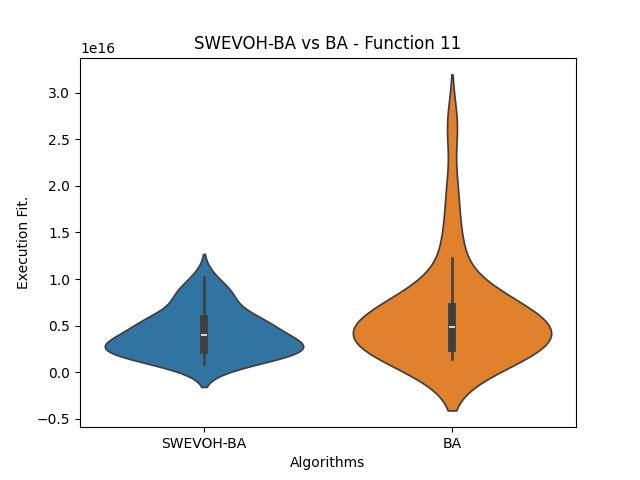 SWEVOH-BA vs BA - Function 11
1e16
3.0
2.5
2.0
1.5
1.0
0.5
0.0
−0.5
Execution Fit.
SWEVOH-BA
BA
Algorithms